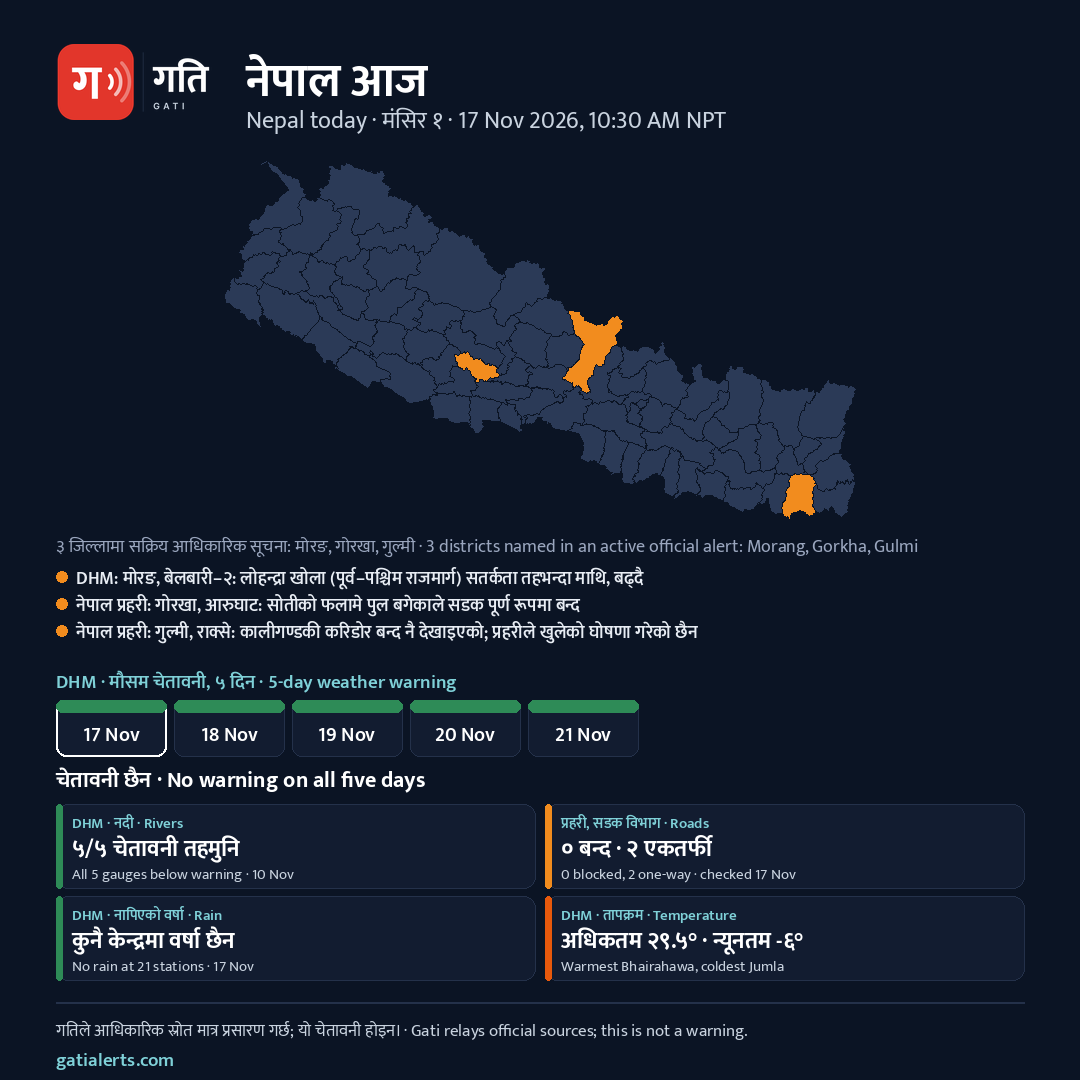 ग गति
GATI
नेपाल आज
Nepal today · मंसिर १ · 17 Nov 2026, 10:30 AM NPT
३ जिल्लामा सक्रिय आधिकारिक सूचना: मोरङ, गोरखा, गुल्मी · 3 districts named in an active official alert: Morang, Gorkha, Gulmi
DHM: मोरङ, बेलबारी–२: लोहन्द्रा खोला (पूर्व–पश्चिम राजमार्ग) सतर्कता तहभन्दा माथि, बढ्दै
नेपाल प्रहरी: गोरखा, आरुघाट: सोतीको फलामे पुल बगेकाले सडक पूर्ण रूपमा बन्द
नेपाल प्रहरी: गुल्मी, राक्से: कालीगण्डकी करिडोर बन्द नै देखाइएको; प्रहरीले खुलेको घोषणा गरेको छैन
DHM · मौसम चेतावनी, ५ दिन · 5-day weather warning
17 Nov 18 Nov 19 Nov 20 Nov 21 Nov
चेतावनी छैन · No warning on all five days
DHM · नदी · Rivers
५/५ चेतावनी तहमुनि
All 5 gauges below warning · 10 Nov
प्रहरी, सडक विभाग · Roads
० बन्द · २ एकतर्फी
0 blocked, 2 one-way · checked 17 Nov
DHM · नापिएको वर्षा · Rain
कुनै केन्द्रमा वर्षा छैन
No rain at 21 stations · 17 Nov
DHM · तापक्रम · Temperature
अधिकतम २९.५° · न्यूनतम -६°
Warmest Bhairahawa, coldest Jumla
गतिले आधिकारिक स्रोत मात्र प्रसारण गर्छ; यो चेतावनी होइन। · Gati relays official sources; this is not a warning.
gatialerts.com